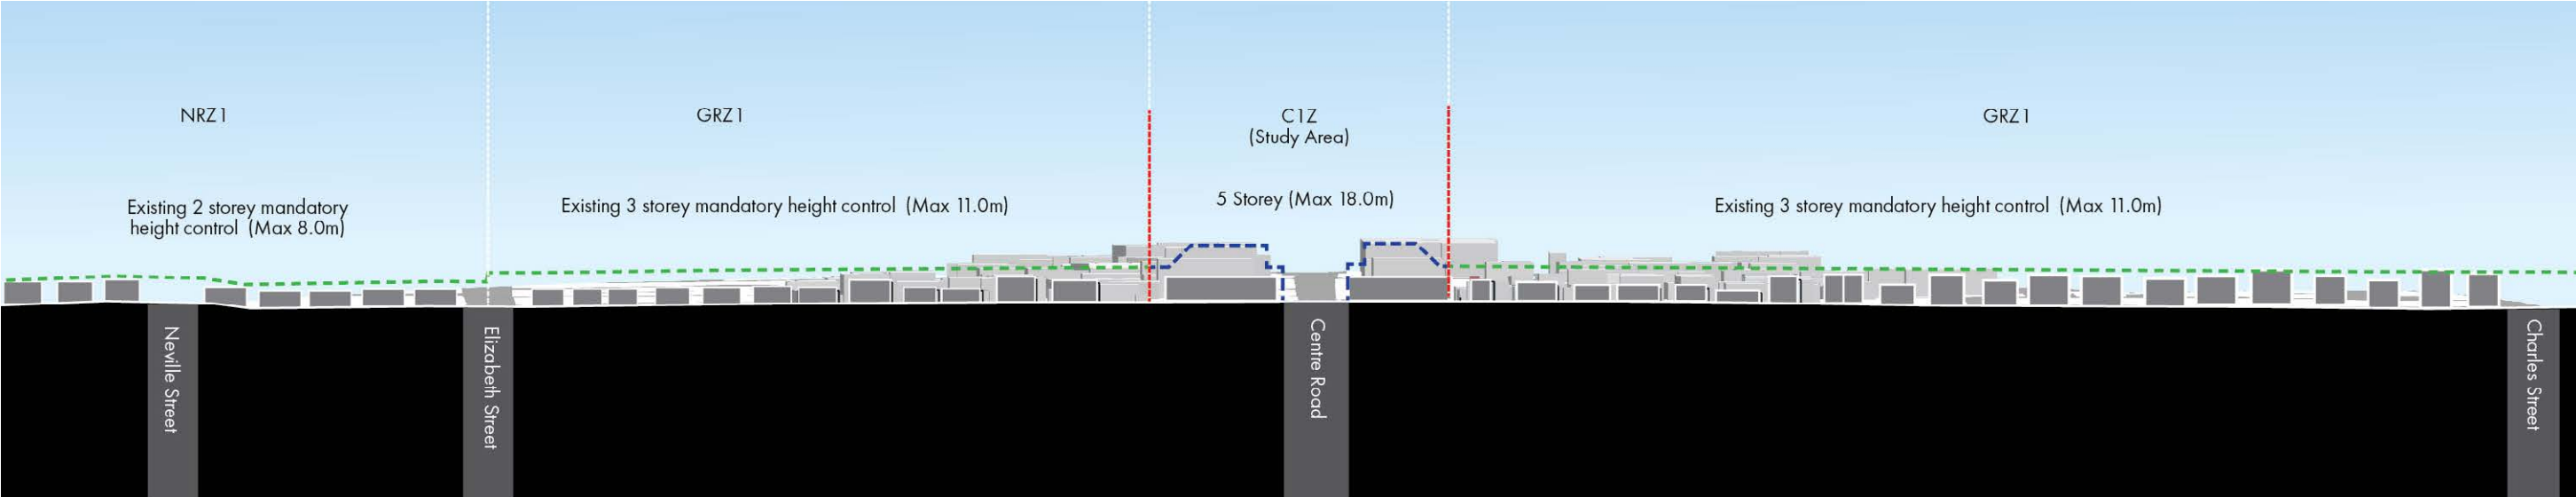 NRZ1
GRZ1
C1Z
(Study Area)
GRZ1
Existing 2 storey mandatory
height control (Max 8.0m)
Existing 3 storey mandatory height control (Max 11.0m)
5 Storey (Max 18.0m)
Existing 3 storey mandatory height control (Max 11.0m)
Neville Street
Elizabeth Street
Centre Road
Charles Street